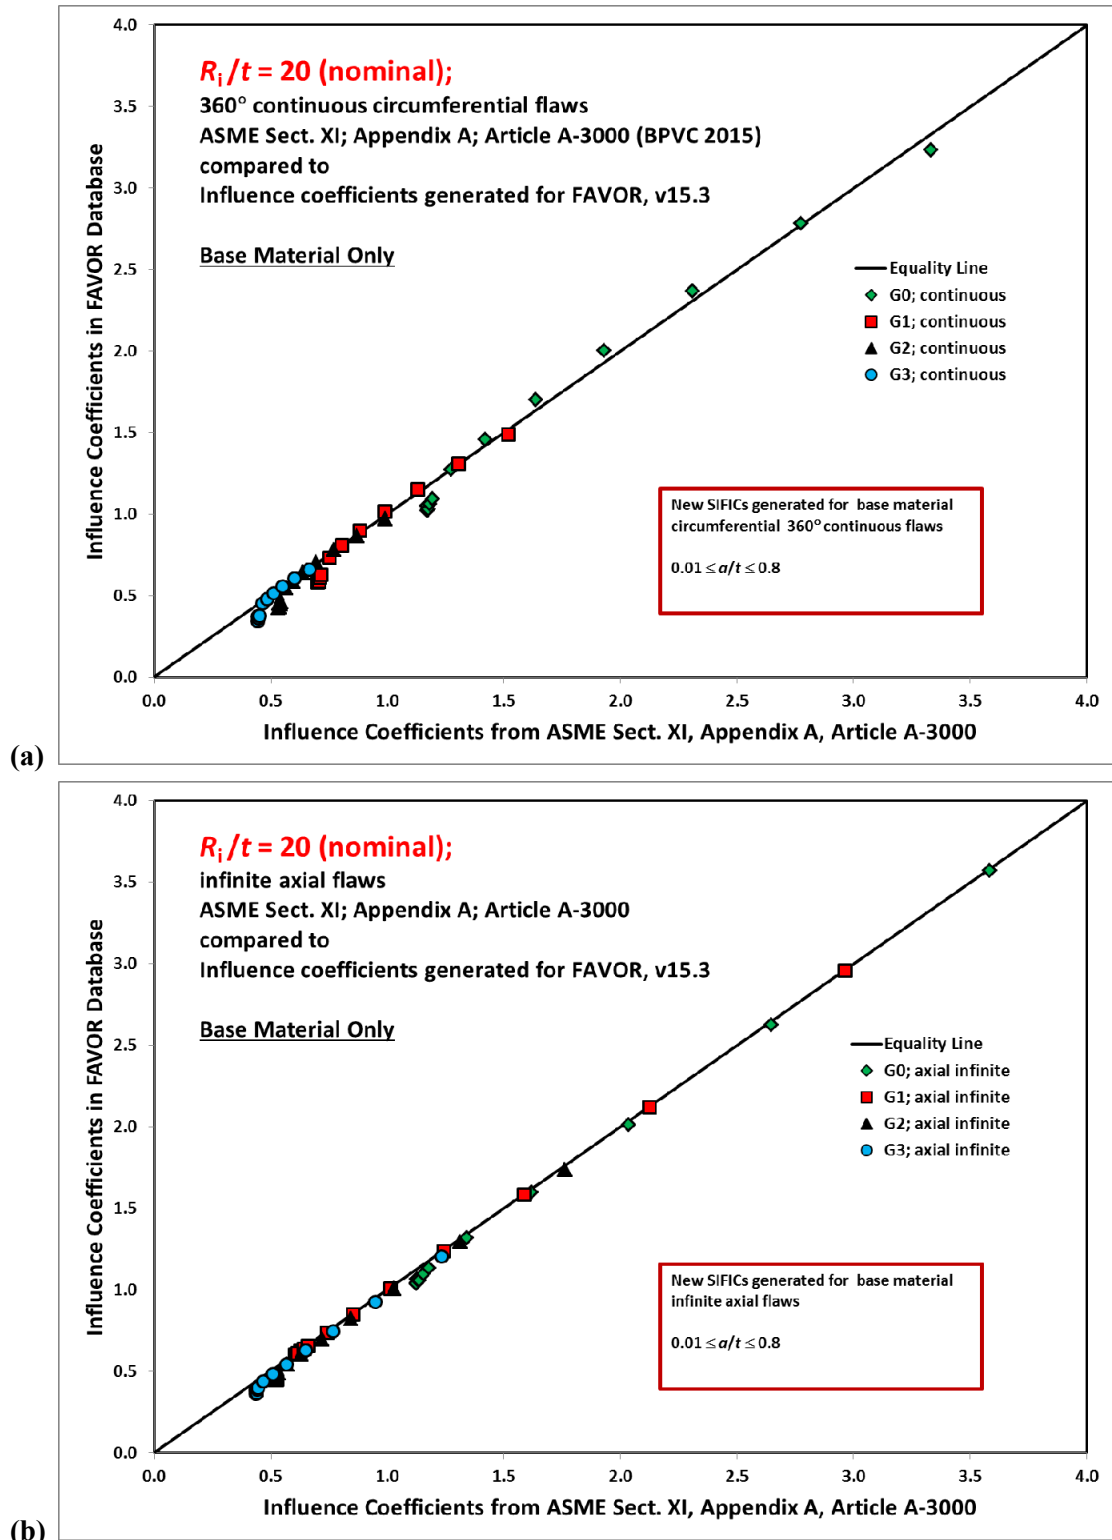 (a)
4.0
3.5
3.0
2.5
2.0
1.5
1.0
0.5
0.0
Influence Coefficients in FAVOR Database
Ri/t = 20 (nominal);
360° continuous circumferential flaws
ASME Sect. XI; Appendix A; Article A-3000 (BPVC 2015)
compared to
Influence coefficients generated for FAVOR, v15.3
Base Material Only
Equality Line
G0; continuous
G1; continuous
G2; continuous
G3; continuous
New SIFICs generated for base material
circumferential 360° continuous flaws
0.01 ≤ a/t ≤ 0.8
0.0 0.5 1.0 1.5 2.0 2.5 3.0 3.5 4.0
Influence Coefficients from ASME Sect. XI, Appendix A, Article A-3000
(b)
4.0
3.5
3.0
2.5
2.0
1.5
1.0
0.5
0.0
Influence Coefficients in FAVOR Database
Ri/t = 20 (nominal);
infinite axial flaws
ASME Sect. XI; Appendix A; Article A-3000
compared to
Influence coefficients generated for FAVOR, v15.3
Base Material Only
Equality Line
G0; axial infinite
G1; axial infinite
G2; axial infinite
G3; axial infinite
New SIFICs generated for base material
infinite axial flaws
0.01 ≤ a/t ≤ 0.8
0.0 0.5 1.0 1.5 2.0 2.5 3.0 3.5 4.0
Influence Coefficients from ASME Sect. XI, Appendix A, Article A-3000